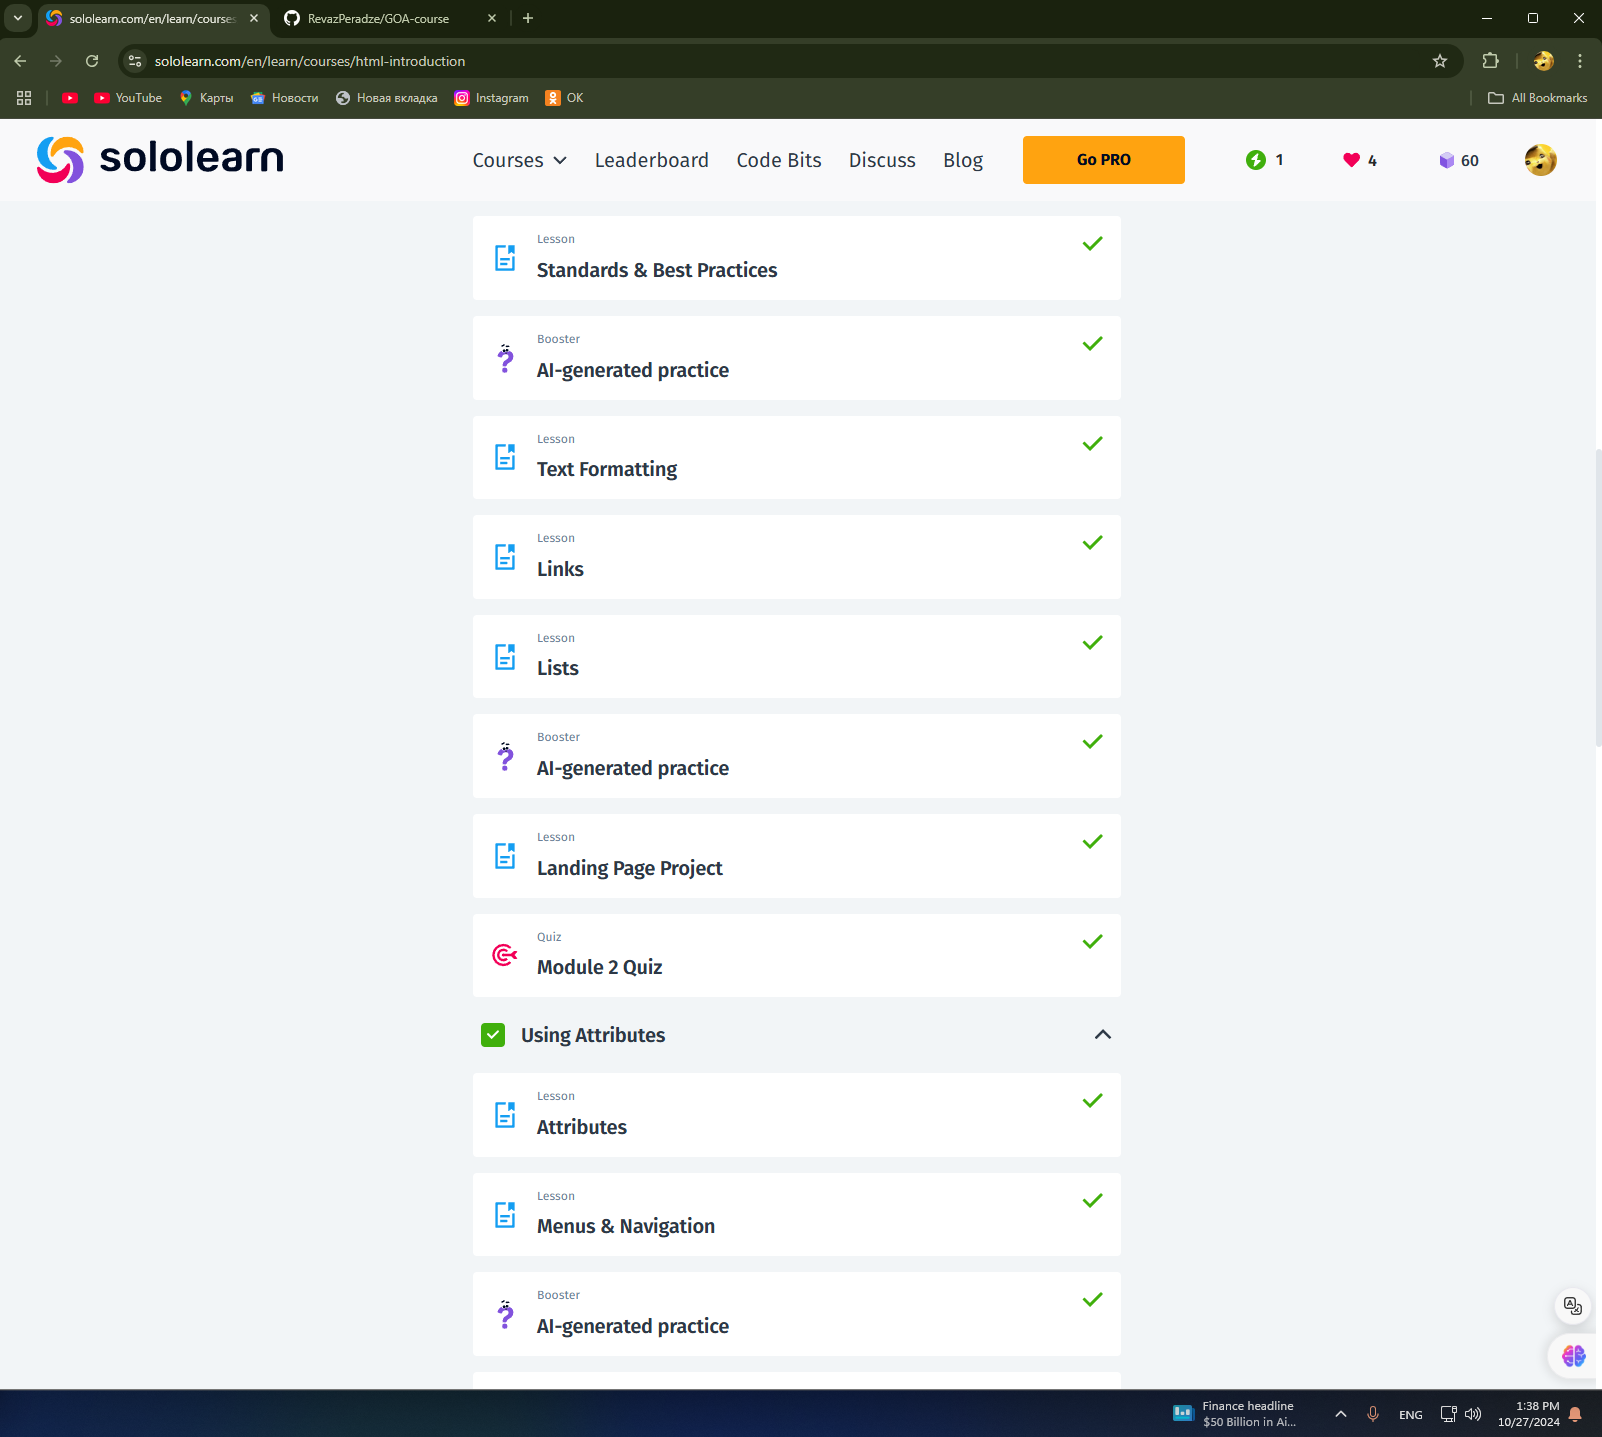 sololearn.com/en/learn/courses
RevazPeradze/GOA-course
sololearn.com/en/learn/courses/html-introduction
YouTube
Карты
Новости
Новая вкладка
Instagram
OK
All Bookmarks
sololearn
Courses
Leaderboard
Code Bits
Discuss
Blog
Go PRO
1
4
60
Lesson
Standards & Best Practices
Booster
AI-generated practice
Lesson
Text Formatting
Lesson
Links
Lesson
Lists
Booster
AI-generated practice
Lesson
Landing Page Project
Quiz
Module 2 Quiz
Using Attributes
Lesson
Attributes
Lesson
Menus & Navigation
Booster
AI-generated practice
Finance headline
$50 Billion in Ai...
ENG
1:38 PM
10/27/2024